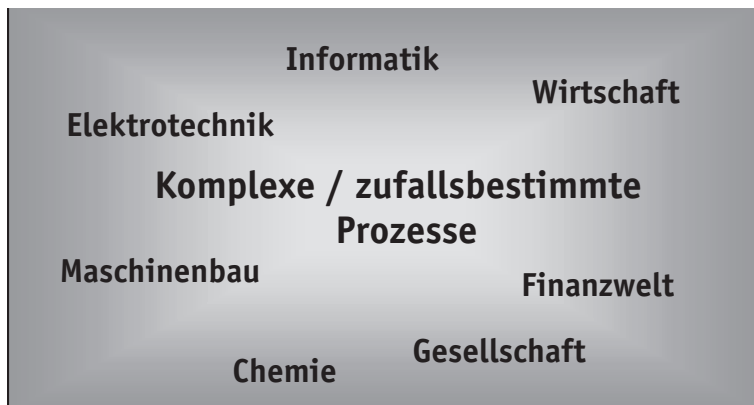 Informatik
Wirtschaft
Elektrotechnik
Komplexe / zufallsbestimmte
Prozesse
Maschinenbau
Finanzwelt
Gesellschaft
Chemie